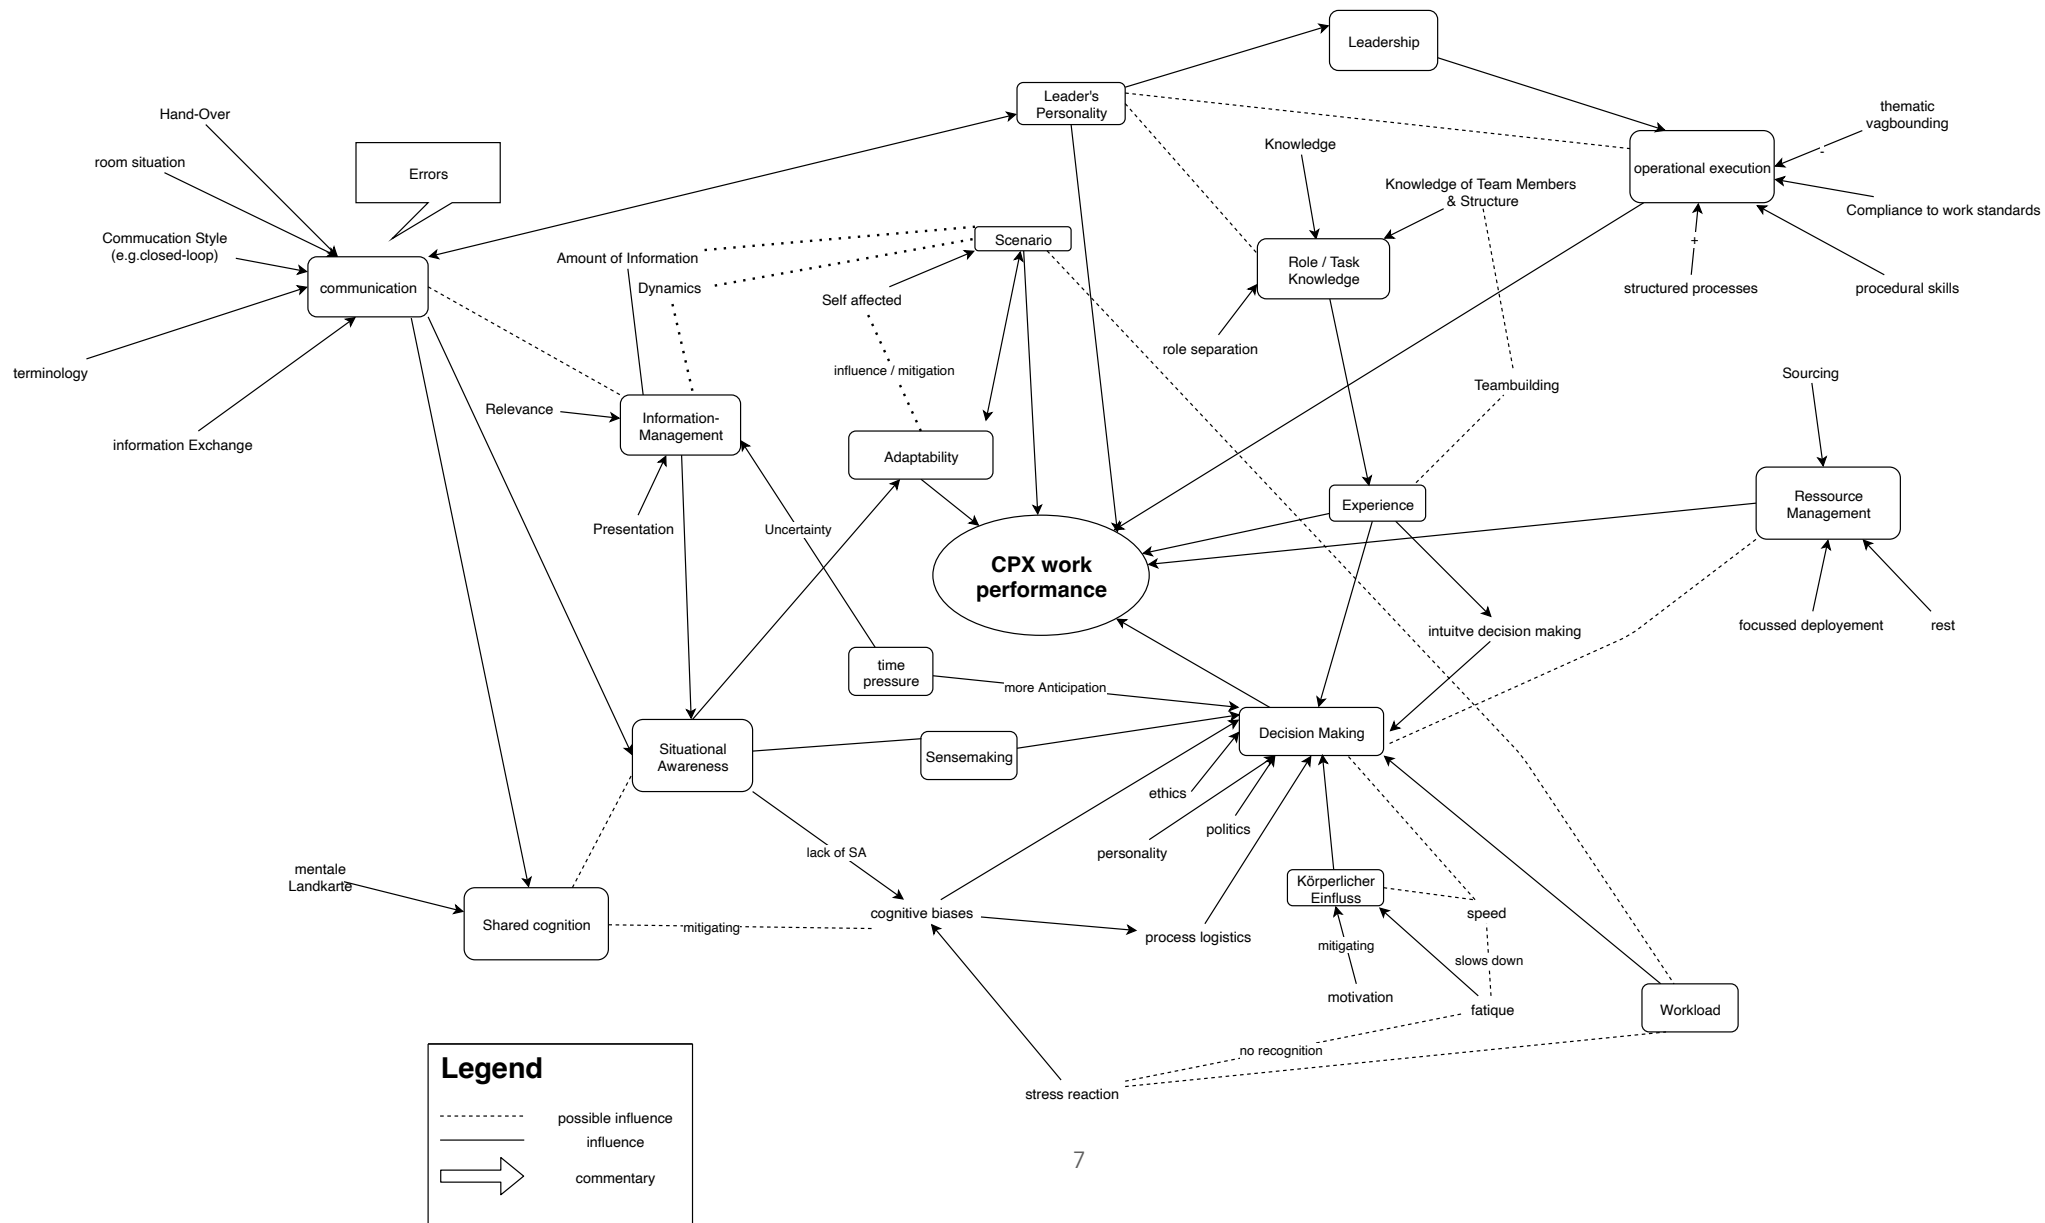 Leadership
Leader's
Personality
Hand-Over
thematic
vagbounding
-
room situation
Errors
Knowledge
operational execution
Knowledge of Team Members
& Structure
Compliance to work standards
Commucation Style
(e.g.closed-loop)
Scenario
+
Amount of Information
Role / Task
Knowledge
communication
Dynamics
Self affected
structured processes
procedural skills
role separation
terminology
influence / mitigation
Teambuilding
Sourcing
Relevance
Information-
Management
information Exchange
Adaptability
Experience
Ressource
Management
Presentation
Uncertainty
CPX work
performance
intuitve decision making
focussed deployement
rest
time
pressure
more Anticipation
Decision Making
Situational
Awareness
Sensemaking
ethics
politics
lack of SA
personality
mentale
Landkarte
Körperlicher
Einfluss
Shared cognition
mitigating
cognitive biases
speed
process logistics
mitigating
slows down
motivation
fatique
Workload
no recognition
stress reaction
Legend
possible influence
influence
commentary
7